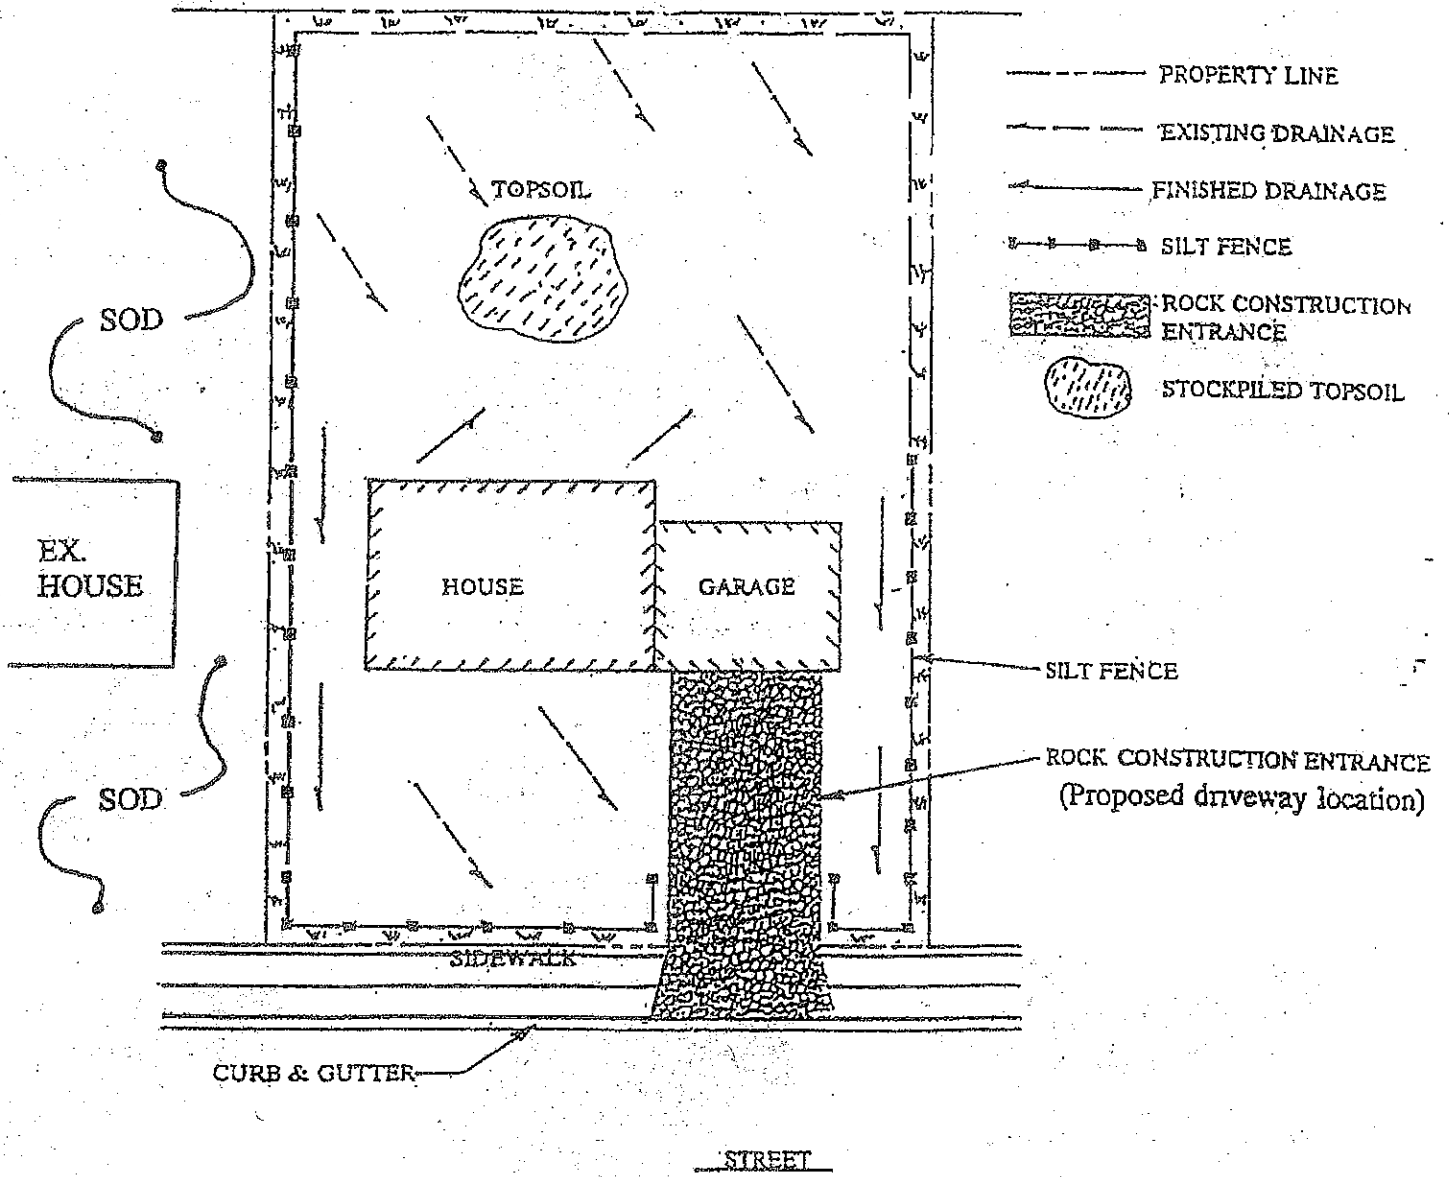 PROPERTY LINE
EXISTING DRAINAGE
FINISHED DRAINAGE
SILT FENCE
ROCK CONSTRUCTION
ENTRANCE
STOCKPILED TOPSOIL
TOPSOIL
SOD
EX.
HOUSE
HOUSE
GARAGE
SILT FENCE
ROCK CONSTRUCTION ENTRANCE
(Proposed driveway location)
SOD
SIDEWALK
CURB & GUTTER
STREET